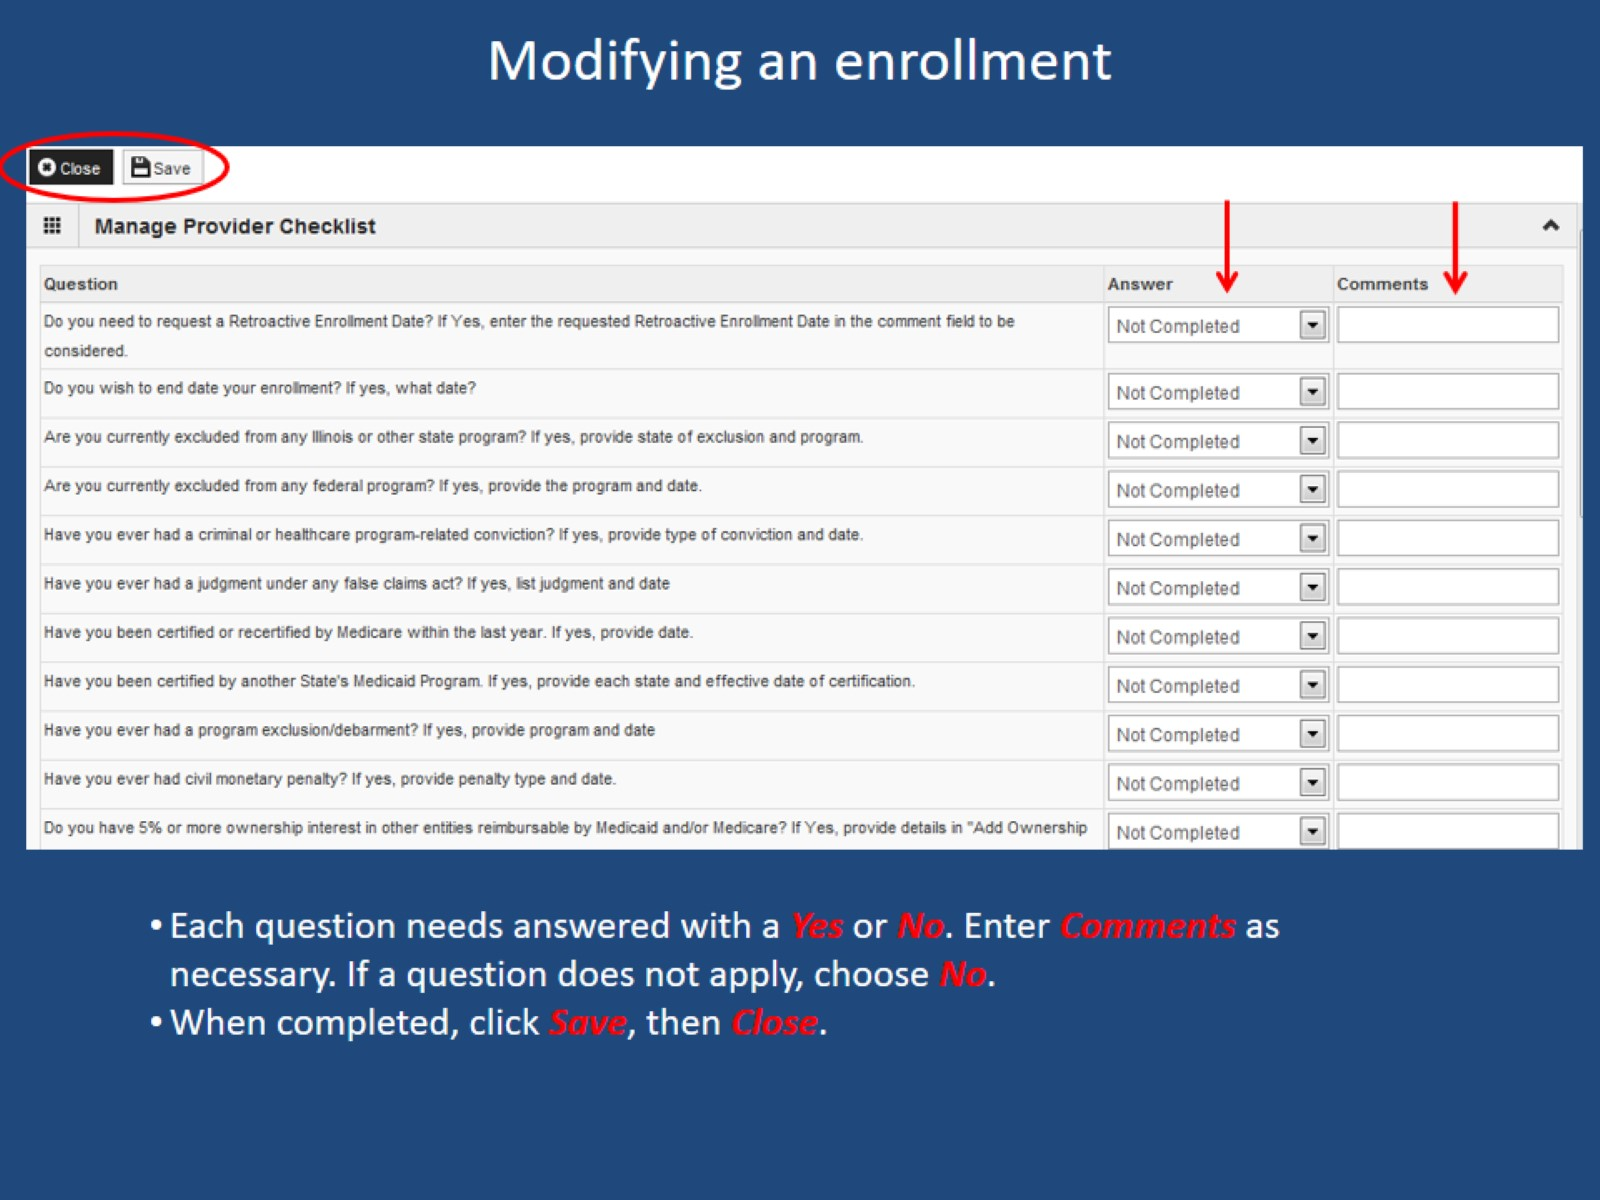 Modifying an enrollment
Close Save
Manage Provider Checklist
Question Answer Comments
Do you need to request a Retroactive Enrollment Date? If Yes, enter the requested Retroactive Enrollment Date in the comment field to be
considered.
Not Completed
Do you wish to end date your enrollment? If yes, what date? Not Completed
Are you currently excluded from any Illinois or other state program? If yes, provide state of exclusion and program. Not Completed
Are you currently excluded from any federal program? If yes, provide the program and date. Not Completed
Have you ever had a criminal or healthcare program-related conviction? If yes, provide type of conviction and date. Not Completed
Have you ever had a judgment under any false claims act? If yes, list judgment and date Not Completed
Have you been certified or recertified by Medicare within the last year. If yes, provide date. Not Completed
Have you been certified by another State's Medicaid Program. If yes, provide each state and effective date of certification. Not Completed
Have you ever had a program exclusion/debarment? If yes, provide program and date Not Completed
Have you ever had civil monetary penalty? If yes, provide penalty type and date. Not Completed
Do you have 5% or more ownership interest in other entities reimbursable by Medicaid and/or Medicare? If Yes, provide details in "Add Ownership Not Completed
• Each question needs answered with a Yes or No. Enter Comments as
necessary. If a question does not apply, choose No.
• When completed, click Save, then Close.